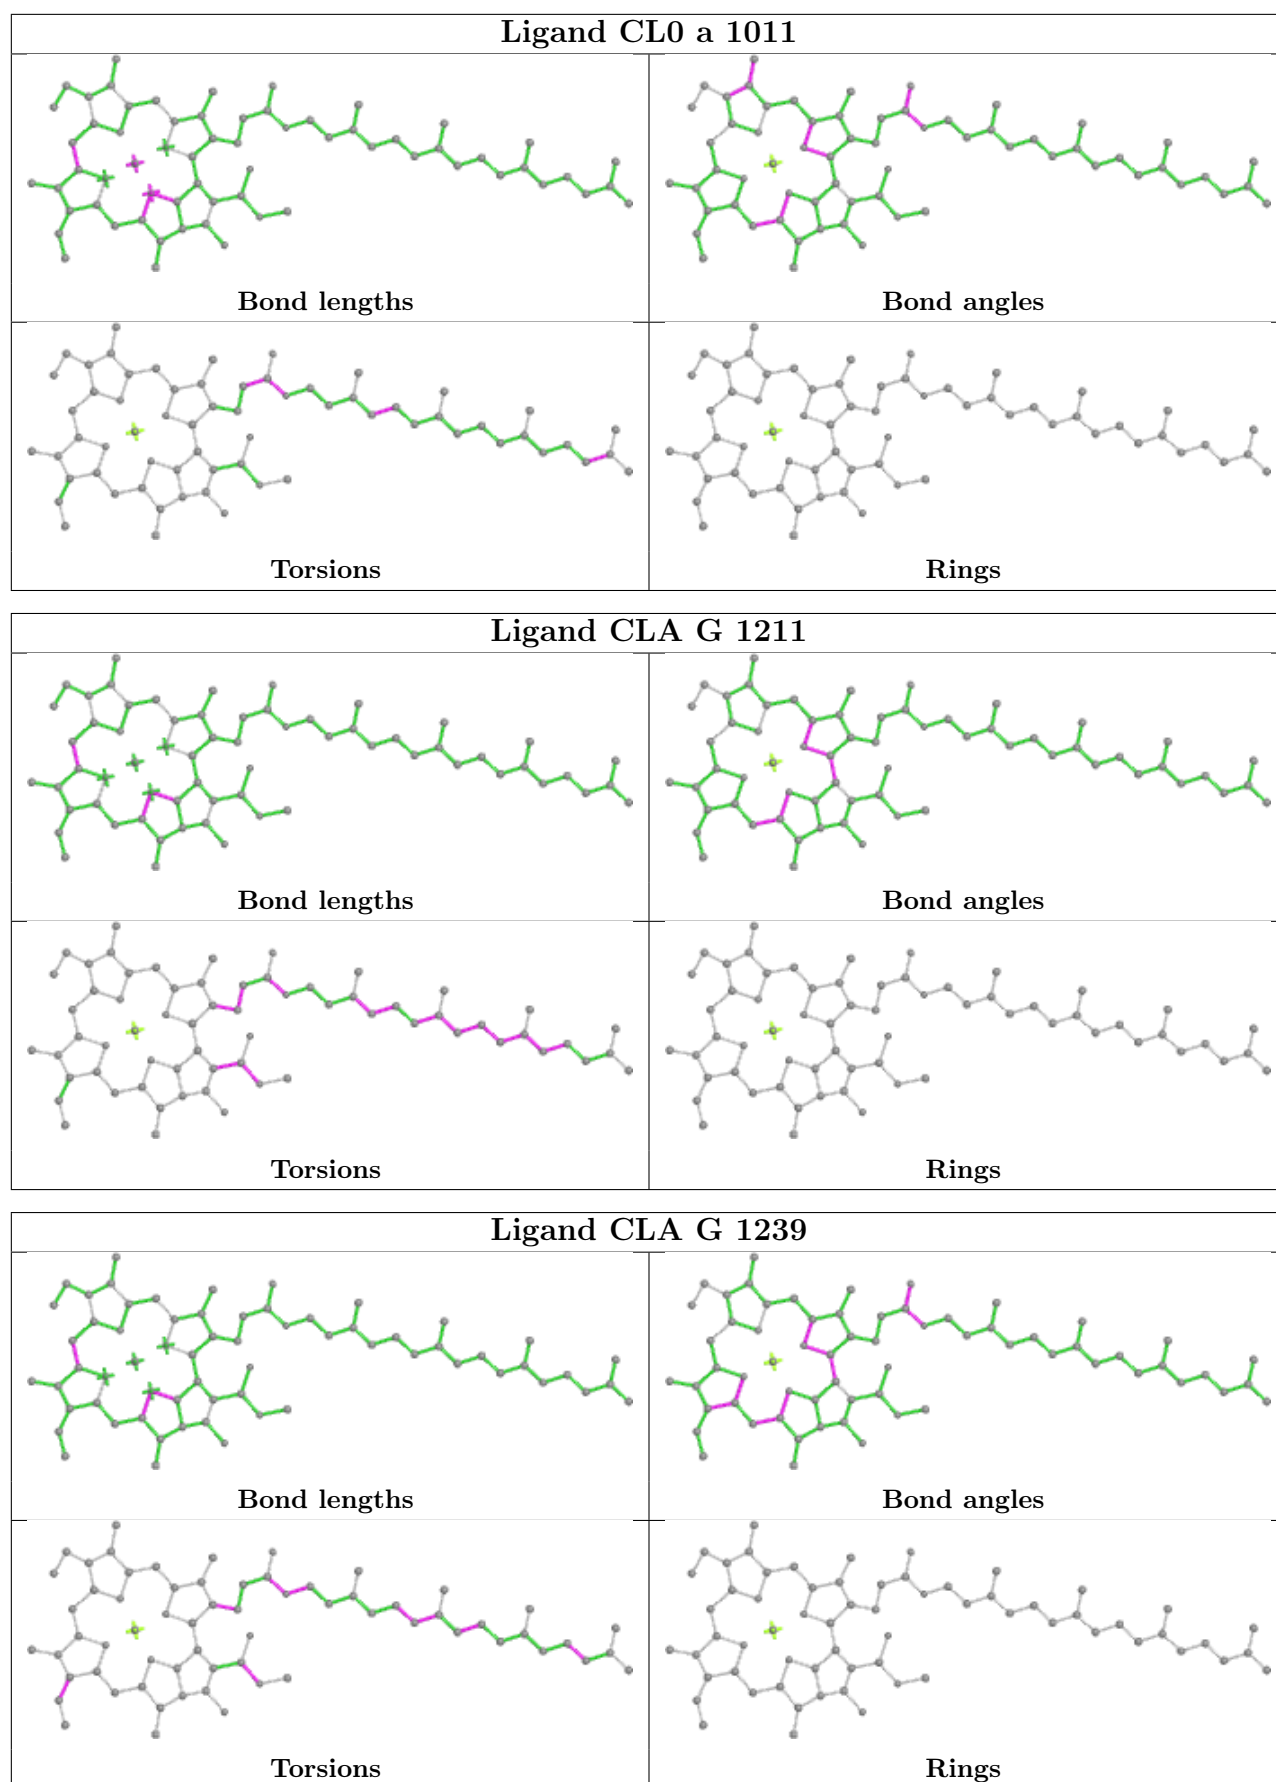 Ligand CL0 a 1011
Bond lengths
Bond angles
Torsions
Rings
Ligand CLA G 1211
Bond lengths
Bond angles
Torsions
Rings
Ligand CLA G 1239
Bond lengths
Bond angles
Torsions
Rings